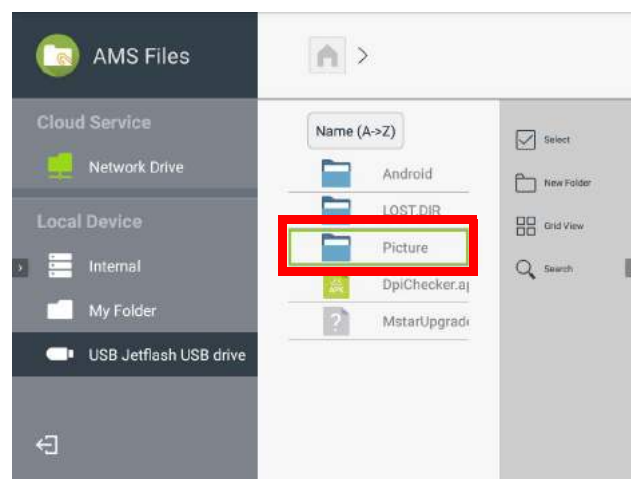 AMS Files
>
Cloud Service
Network Drive
Local Device
Internal
My Folder
USB Jetflash USB drive
Name (A->Z)
Android
LOST.DIR
Picture
DpiChecker.a
MstarUpgrad
Select
New Folder
Grid View
Search